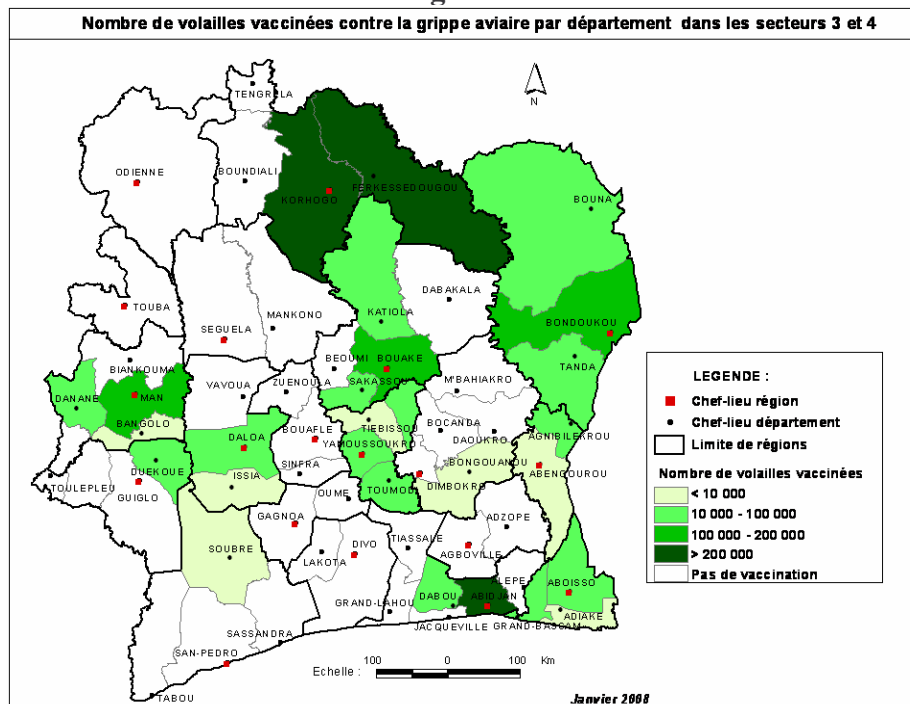 Nombre de volailles vaccinées contre la grippe aviaire par département dans les secteurs 3 et 4
TENGRELA
N
ODIENNE
BOUNDIALI
FERKESSEDOUGOU
KORHOGO
BOUNA
DABAKALA
TOUBA
KATIOLA
MANKONO
SEGUELA
BONDOUKOU
BEOUMI
BOUAKE
BIANKOUMA
TANDA
VAVOUA
ZUENOULA
SAKASSOU
M'BAHIAKRO
DANANE
MAN
BANGOLO
TIEBISSOU
BOUAFLE
BOCANDA
DAOUKRO
AGNIBILEKROU
DALOA
YAMOUSSOUKRO
DUEKOUE
SINFRA
BONGOUANOU
ISSIA
TOUMODI
DIMBOKRO
ABENGOUROU
TOULEPLEU
GUIGLO
OUME
GAGNOA
ADZOPE
SOUBRE
DIVO
TIASSALE
LAKOTA
AGBOVILLE
ALEPE
ABOISSO
DABOU
ABIDJAN
GRAND-LAHOU
ADIAKE
JACQUEVILLE
GRAND-BASSAM
SASSANDRA
SAN-PEDRO
TABOU
LEGENDE :
Chef-lieu région
Chef-lieu département
Limite de régions
Nombre de volailles vaccinées
< 10 000
10 000 - 100 000
100 000 - 200 000
> 200 000
Pas de vaccination
100 0 100 Km
Echelle :
Janvier 2008